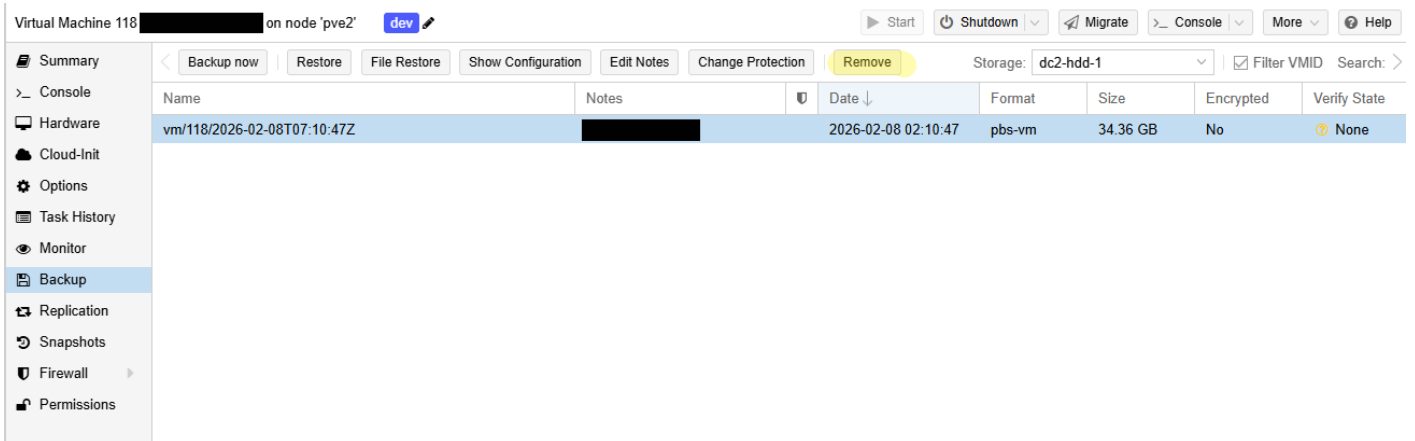 Virtual Machine 118 on node 'pve2' dev Start Shutdown Migrate >_ Console More Help
Summary
Backup now Restore File Restore Show Configuration Edit Notes Change Protection Remove Storage: dc2-hdd-1 Filter VMID Search:
>_ Console
Name Notes Date ↓ Format Size Encrypted Verify State
Hardware
vm/118/2026-02-08T07:10:47Z 2026-02-08 02:10:47 pbs-vm 34.36 GB No None
Cloud-Init
Options
Task History
Monitor
Backup
Replication
Snapshots
Firewall
Permissions